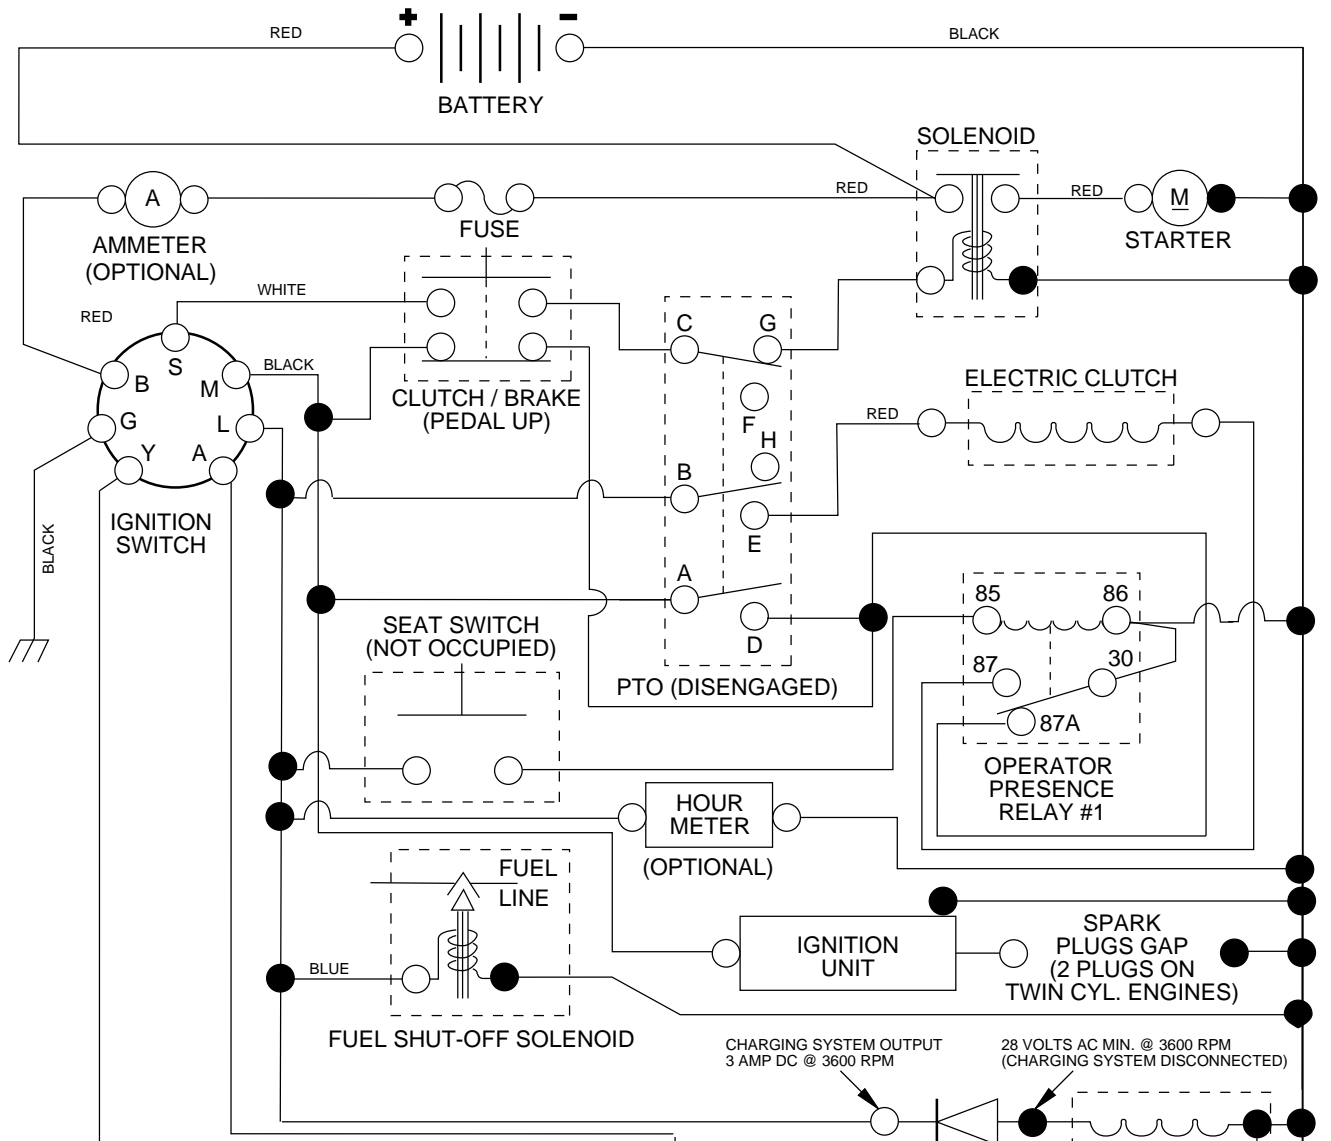 +
−
RED
BLACK
BATTERY
SOLENOID
A
RED
RED
M
FUSE
AMMETER
(OPTIONAL)
STARTER
WHITE
RED
S
B
M
BLACK
G
L
Y
A
CLUTCH / BRAKE
(PEDAL UP)
C
G
F
H
B
E
A
D
ELECTRIC CLUTCH
RED
IGNITION
SWITCH
BLACK
SEAT SWITCH
(NOT OCCUPIED)
PTO (DISENGAGED)
85
86
87
30
87A
OPERATOR
PRESENCE
RELAY #1
HOUR
METER
(OPTIONAL)
FUEL
LINE
BLUE
FUEL SHUT-OFF SOLENOID
IGNITION
UNIT
SPARK
PLUGS GAP
(2 PLUGS ON
TWIN CYL. ENGINES)
CHARGING SYSTEM OUTPUT
3 AMP DC @ 3600 RPM
28 VOLTS AC MIN. @ 3600 RPM
(CHARGING SYSTEM DISCONNECTED)